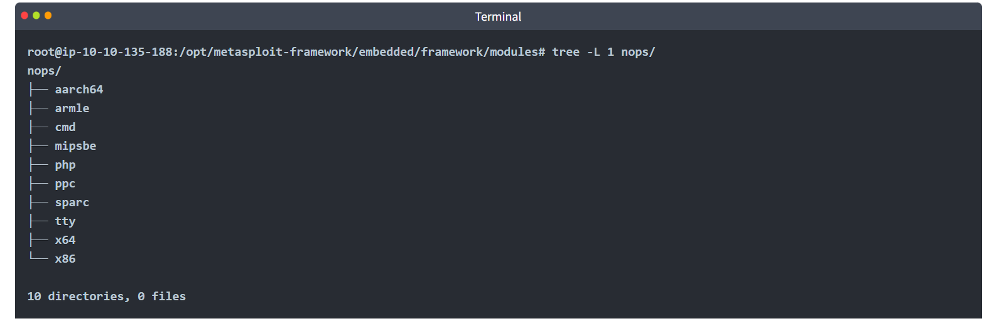 Terminal
root@ip-10-10-135-188:/opt/metasploit-framework/embedded/framework/modules# tree -L 1 nops/
nops/
├── aarch64
├── armle
├── cmd
├── mipsbe
├── php
├── ppc
├── sparc
├── tty
├── x64
└── x86
10 directories, 0 files